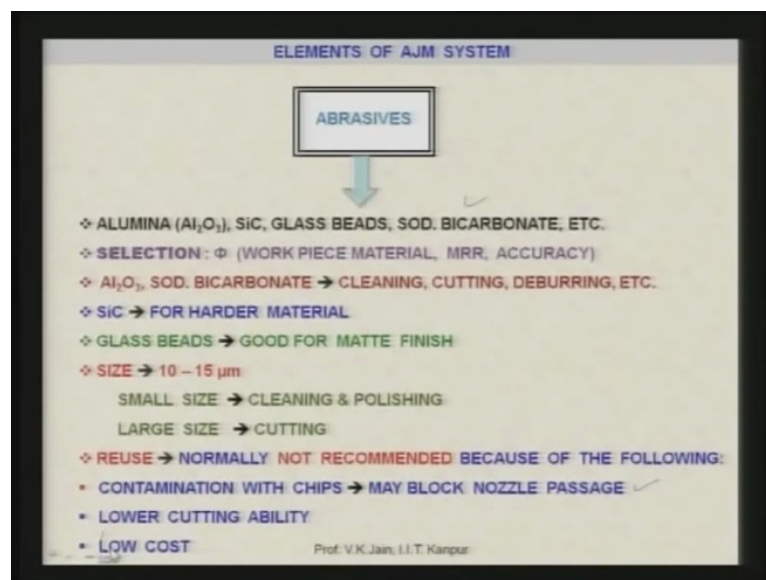 ELEMENTS OF AJM SYSTEM
ABRASIVES
❖ ALUMINA (Al₂O₃), SiC, GLASS BEADS, SOD. BICARBONATE, ETC.
❖ SELECTION : Φ (WORK PIECE MATERIAL, MRR, ACCURACY)
❖ Al₂O₃, SOD. BICARBONATE ➔ CLEANING, CUTTING, DEBURRING, ETC.
❖ SiC ➔ FOR HARDER MATERIAL
❖ GLASS BEADS ➔ GOOD FOR MATTE FINISH
❖ SIZE ➔ 10 – 15 µm
SMALL SIZE ➔ CLEANING & POLISHING
LARGE SIZE ➔ CUTTING
❖ REUSE ➔ NORMALLY NOT RECOMMENDED BECAUSE OF THE FOLLOWING:
▪ CONTAMINATION WITH CHIPS ➔ MAY BLOCK NOZZLE PASSAGE
▪ LOWER CUTTING ABILITY
▪ LOW COST
Prof. V.K.Jain, I.I.T. Kanpur